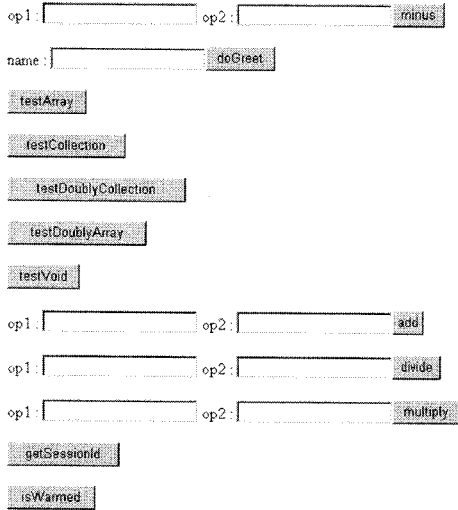 op1 : op2 : minus
name : doGreet
testArray
testCollection
testDoublyCollection
testDoublyArray
testVoid
op1 : op2 : add
op1 : op2 : divide
op1 : op2 : multiply
getSessionId
isWarmed